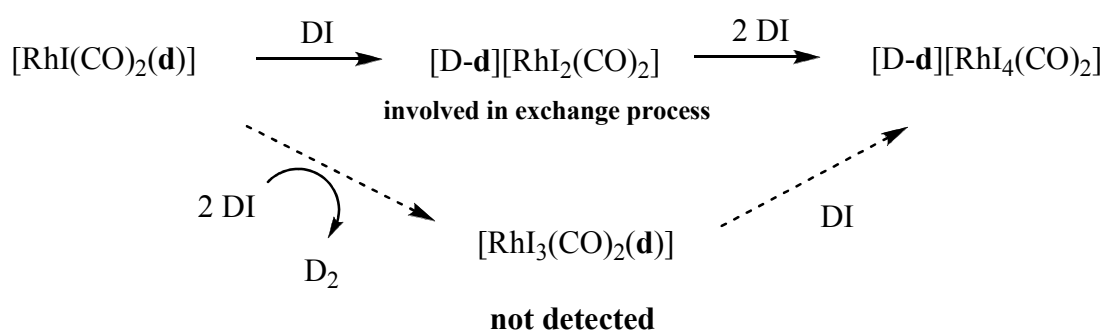 [RhI(CO)₂(d)] DI [D-d][RhI₂(CO)₂] 2 DI [D-d][RhI₄(CO)₂]
involved in exchange process
2 DI
D₂
DI
[RhI₃(CO)₂(d)]
not detected